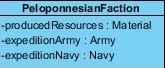 PeloponnesianFaction
-producedResources : Material
-expeditionArmy : Army
-expeditionNavy : Navy